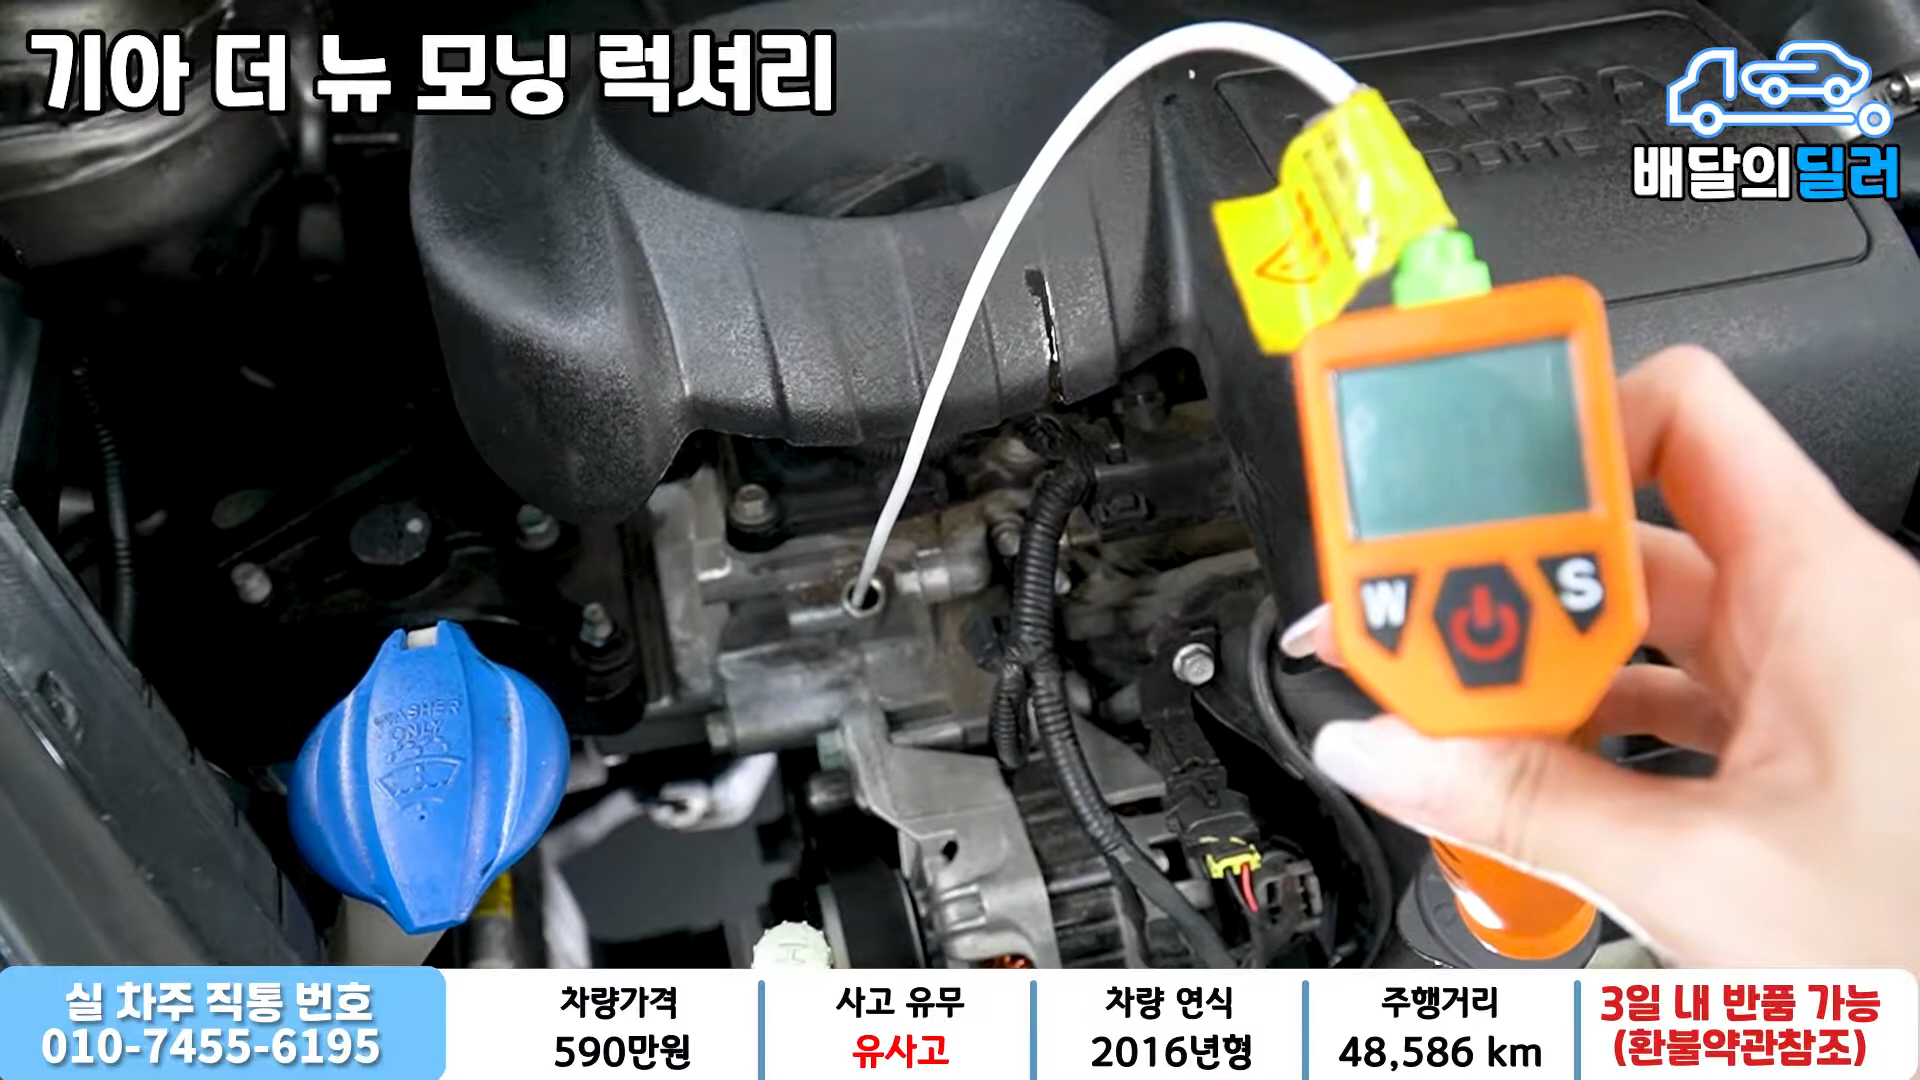 기아 더 뉴 모닝 럭셔리
배달의딜러
W
S
WASHER
ONLY
실 차주 직통 번호
010-7455-6195
차량가격
590만원
사고 유무
유사고
차량 연식
2016년형
주행거리
48,586 km
3일 내 반품 가능
(환불약관참조)